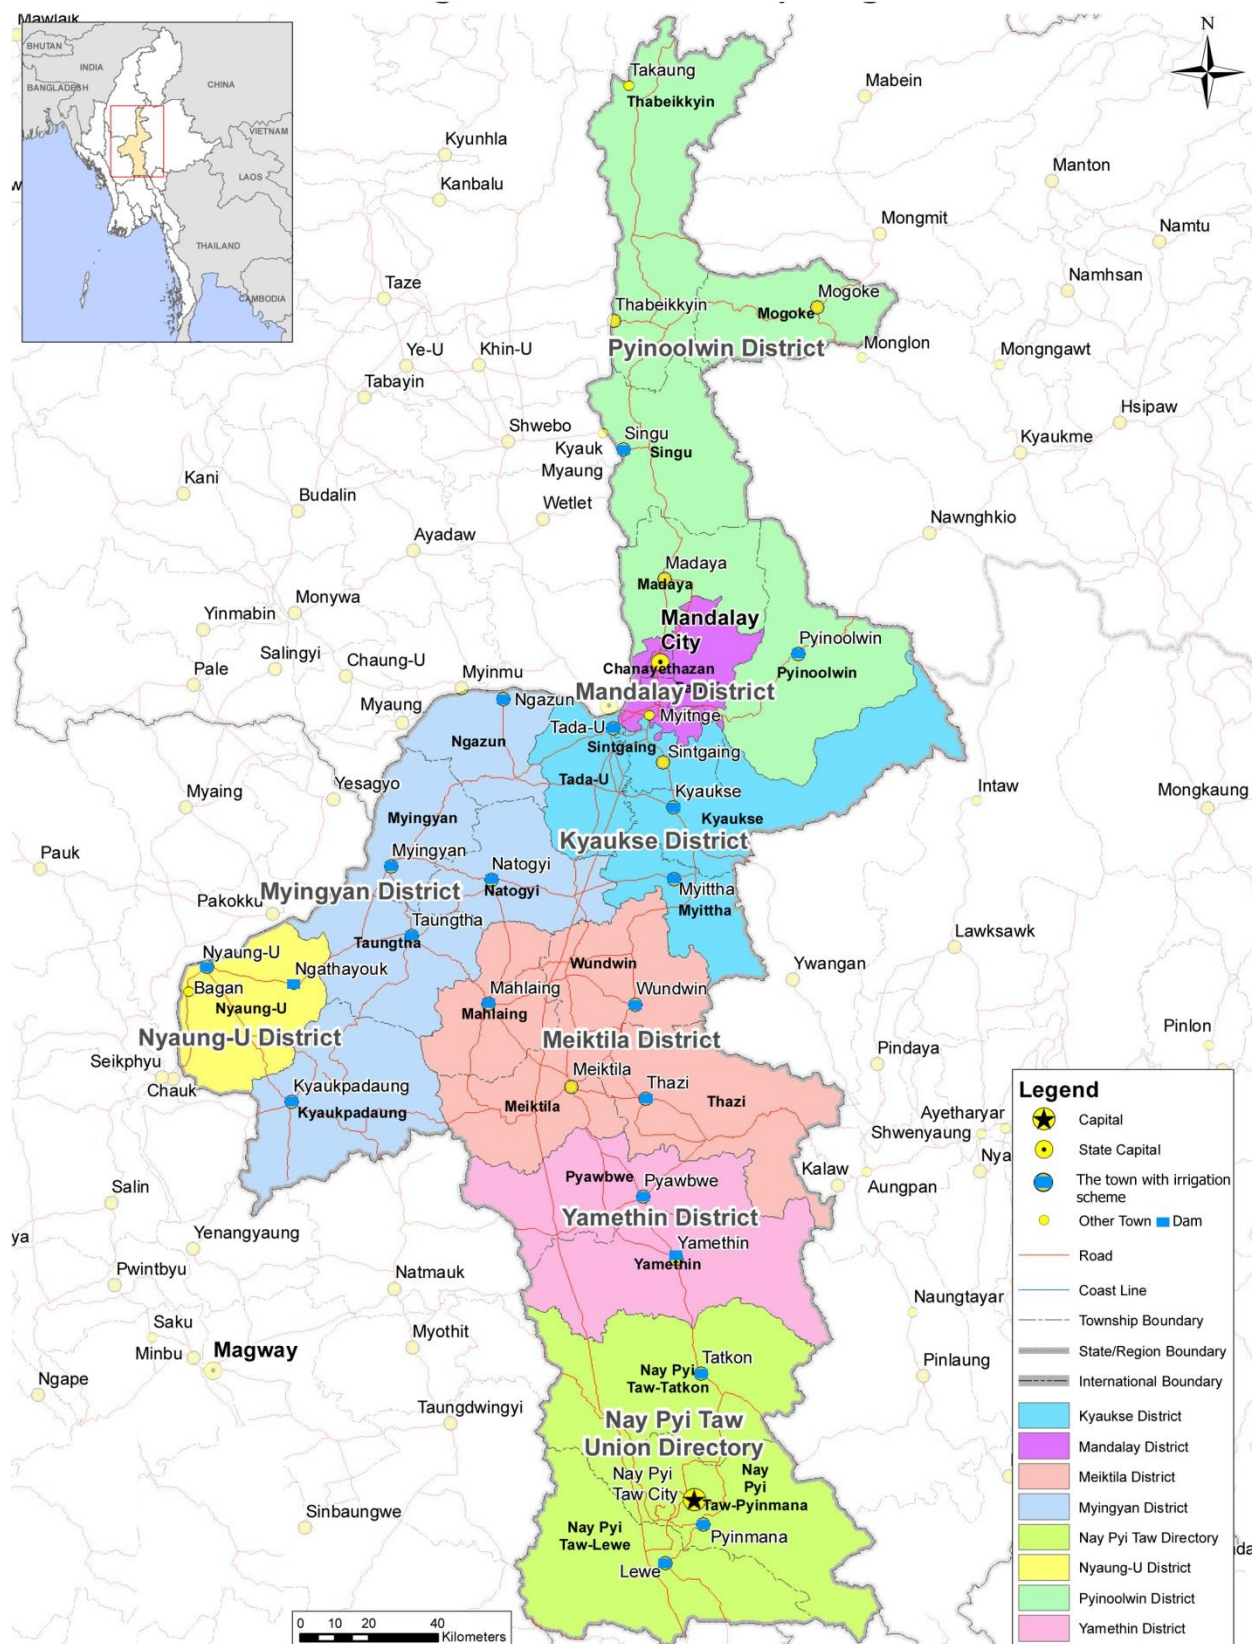 Mawlaik
BHUTAN
INDIA
CHINA
BANGLADESH
VIETNAM
LAOS
THAILAND
CAMBODIA
N
Takaung
Thabeikkyin
Mabein
Kyunhla
Kanbalu
Manton
Mongmit
Namtu
Namhsan
Taze
Thabeikkyin
Mogoke
Mogoke
Pyinoolwin District
Monglon
Mongngawt
Ye-U
Khin-U
Tabayin
Hsipaw
Shwebo
Singu
Kyauk
Myaung
Singu
Kyaukme
Kani
Budalin
Wetlet
Nawnghkio
Ayadaw
Madaya
Madaya
Monywa
Yinmabin
Mandalay
City
Pyinoolwin
Pale
Salingyi
Chaung-U
Chanayethazan
Pyinoolwin
Myinmu
Mandalay District
Myaung
Ngazun
Myitnge
Tada-U
Ngazun
Sintgaing
Sintgaing
Tada-U
Yesagyo
Intaw
Myaing
Mongkaung
Kyaukse
Myingyan
Kyaukse
Kyaukse District
Pauk
Myingyan
Natogyi
Myittha
Myingyan District
Natogyi
Myittha
Pakokku
Taungtha
Lawksawk
Taungtha
Nyaung-U
Wundwin
Ywangan
Ngathayouk
Bagan
Mahlaing
Wundwin
Nyaung-U
Mahlaing
Nyaung-U District
Meiktila District
Pinlon
Seikphyu
Pindaya
Chauk
Meiktila
Thazi
Kyaukpadaung
Kyaukpadaung
Meiktila
Thazi
Ayetharyar
Shwenyaung
Nya
Kalaw
Aungpan
Pyawbwe
Pyawbwe
Salin
Yamethin District
Yenangyaung
ya
Yamethin
Yamethin
Pwintbyu
Natmauk
Naungtayar
Saku
Myothit
Minbu
Magway
Tatkon
Pinlaung
Nay Pyi
Taw-Tatkon
Ngape
Taungdwingyi
Nay Pyi Taw
Union Directory
Nay Pyi
Taw City
Nay
Pyi
Taw-Pyinmana
Sinbaungwe
Nay Pyi
Taw-Lewe
Pyinmana
Lewe
0 10 20 40
Kilometers
Legend
Capital
State Capital
The town with irrigation
scheme
Other Town
Dam
Road
Coast Line
Township Boundary
State/Region Boundary
International Boundary
Kyaukse District
Mandalay District
Meiktila District
Myingyan District
Nay Pyi Taw Directory
Nyaung-U District
Pyinoolwin District
Yamethin District